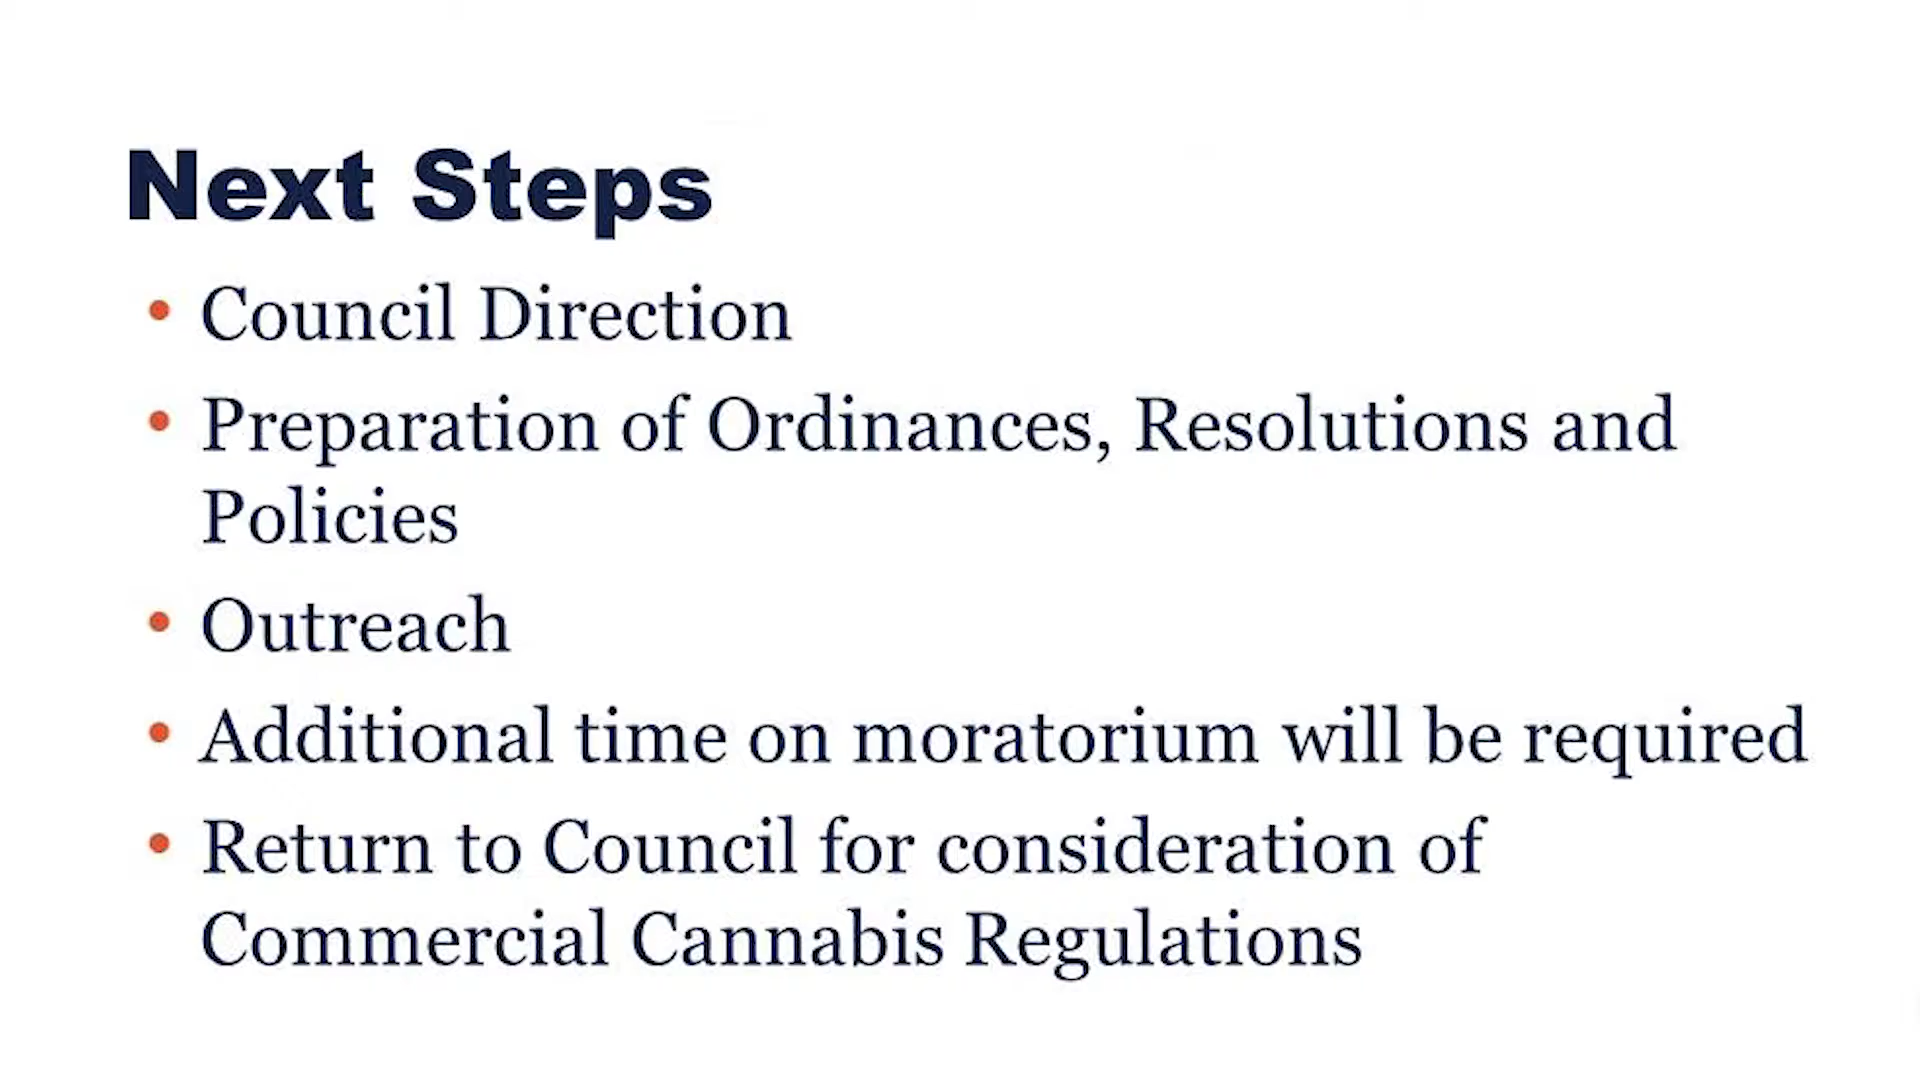 Next Steps
• Council Direction
• Preparation of Ordinances, Resolutions and
Policies
• Outreach
• Additional time on moratorium will be required
• Return to Council for consideration of
Commercial Cannabis Regulations